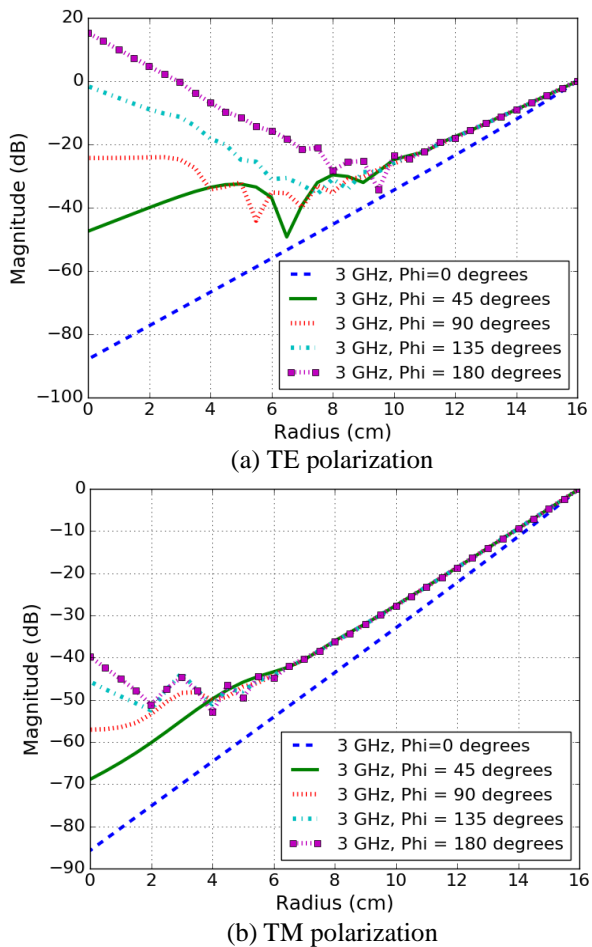 20
0
−20
−40
−60
−80
−100
Magnitude (dB)
3 GHz, Phi=0 degrees
3 GHz, Phi = 45 degrees
3 GHz, Phi = 90 degrees
3 GHz, Phi = 135 degrees
3 GHz, Phi = 180 degrees
0 2 4 6 8 10 12 14 16
Radius (cm)
(a) TE polarization
0
−10
−20
−30
−40
−50
−60
−70
−80
−90
Magnitude (dB)
3 GHz, Phi=0 degrees
3 GHz, Phi = 45 degrees
3 GHz, Phi = 90 degrees
3 GHz, Phi = 135 degrees
3 GHz, Phi = 180 degrees
0 2 4 6 8 10 12 14 16
Radius (cm)
(b) TM polarization